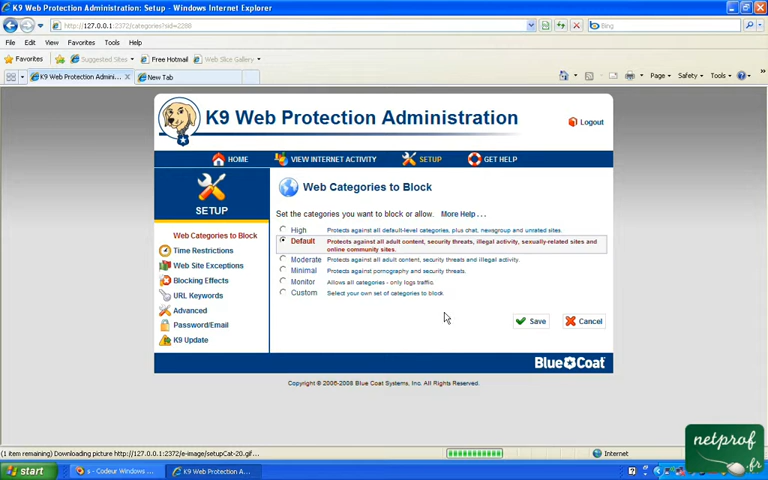 K9 Web Protection Administration: Setup - Windows Internet Explorer
http://127.0.0.1:2372/categories?sid=2288
Bing
File Edit View Favorites Tools Help
Favorites Suggested Sites Free Hotmail Web Slice Gallery
K9 Web Protection Admini... New Tab
Page Safety Tools
K9 Web Protection Administration
Logout
HOME VIEW INTERNET ACTIVITY SETUP GET HELP
SETUP
Web Categories to Block
Time Restrictions
Web Site Exceptions
Blocking Effects
URL Keywords
Advanced
Password/Email
K9 Update
Web Categories to Block
Set the categories you want to block or allow. More Help . . .
High Protects against all default-level categories, plus chat, newsgroup and unrated sites.
Default Protects against all adult content, security threats, illegal activity, sexually-related sites and
online community sites.
Moderate Protects against all adult content, security threats and illegal activity.
Minimal Protects against pornography and security threats.
Monitor Allows all categories - only logs traffic.
Custom Select your own set of categories to block.
Save Cancel
Blue Coat
Copyright © 2006-2008 Blue Coat Systems, Inc. All Rights Reserved.
(1 item remaining) Downloading picture http://127.0.0.1:2372/e-image/setupCat-20.gif...
Internet
start s - Codeur Windows ... K9 Web Protection A...
netprof
.fr